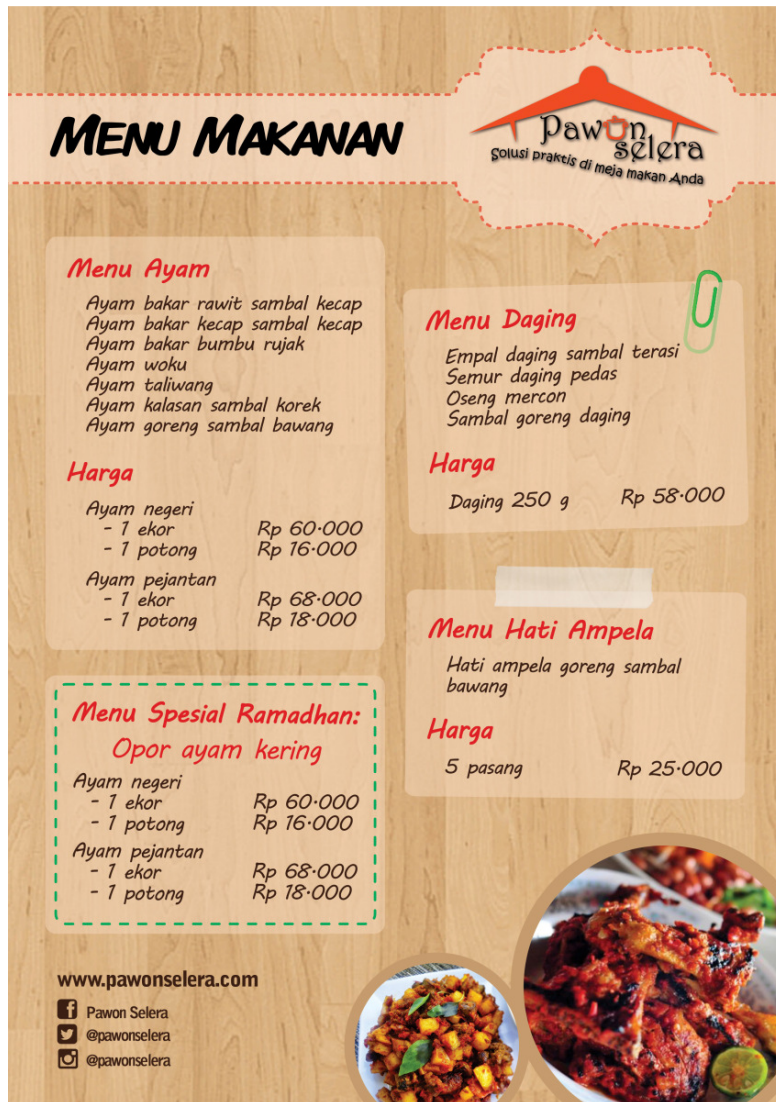 MENU MAKANAN
Pawon
selera
Solusi praktis di meja makan Anda
Menu Ayam
Ayam bakar rawit sambal kecap
Ayam bakar kecap sambal kecap
Ayam bakar bumbu rujak
Ayam woku
Ayam taliwang
Ayam kalasan sambal korek
Ayam goreng sambal bawang
Harga
Ayam negeri
- 1 ekor Rp 60.000
- 1 potong Rp 16.000
Ayam pejantan
- 1 ekor Rp 68.000
- 1 potong Rp 18.000
Menu Spesial Ramadhan:
Opor ayam kering
Ayam negeri
- 1 ekor Rp 60.000
- 1 potong Rp 16.000
Ayam pejantan
- 1 ekor Rp 68.000
- 1 potong Rp 18.000
Menu Daging
Empal daging sambal terasi
Semur daging pedas
Oseng mercon
Sambal goreng daging
Harga
Daging 250 g Rp 58.000
Menu Hati Ampela
Hati ampela goreng sambal
bawang
Harga
5 pasang Rp 25.000
www.pawonselera.com
Pawon Selera
@pawonselera
@pawonselera